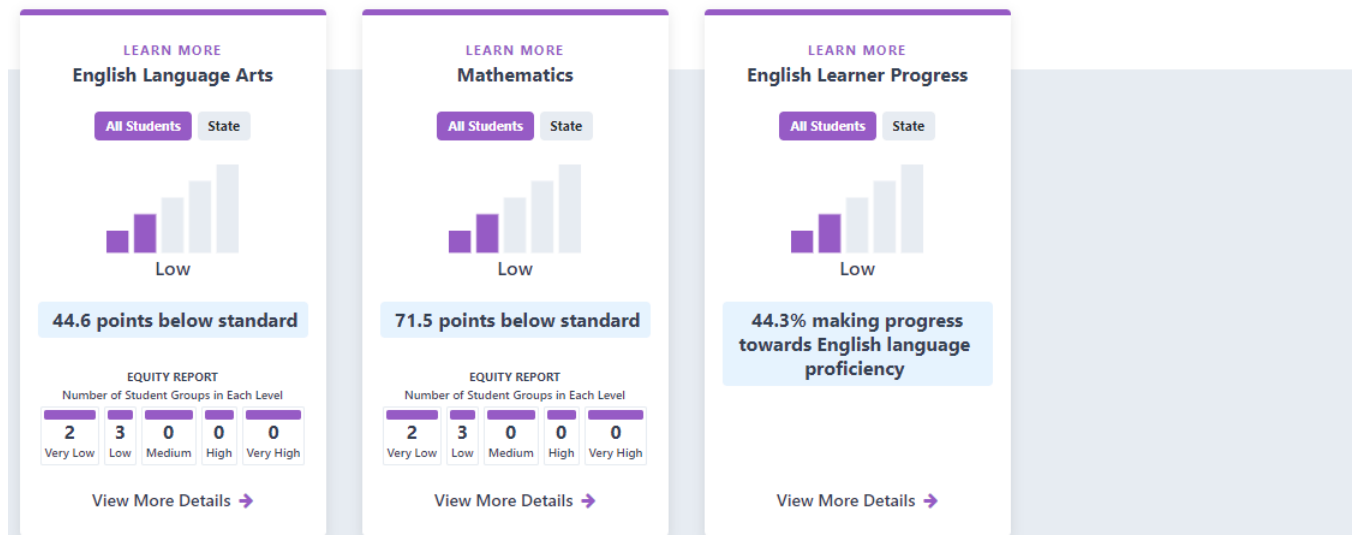 LEARN MORE
English Language Arts
All Students State
Low
44.6 points below standard
EQUITY REPORT
Number of Student Groups in Each Level
2 3 0 0 0
Very Low Low Medium High Very High
View More Details
LEARN MORE
Mathematics
All Students State
Low
71.5 points below standard
EQUITY REPORT
Number of Student Groups in Each Level
2 3 0 0 0
Very Low Low Medium High Very High
View More Details
LEARN MORE
English Learner Progress
All Students State
Low
44.3% making progress
towards English language
proficiency
View More Details